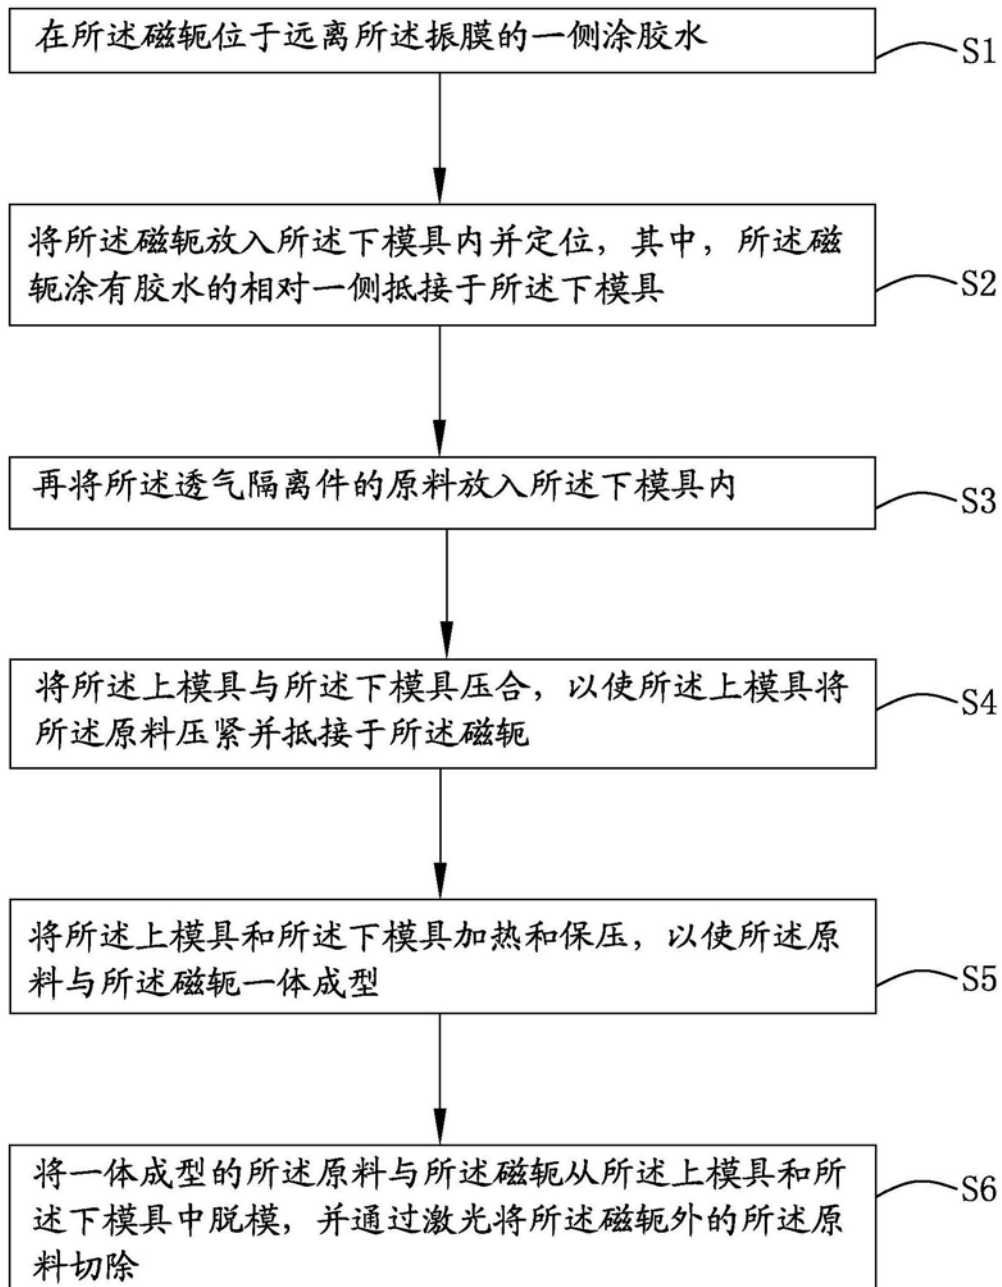 在所述磁轭位于远离所述振膜的一侧涂胶水
S1
将所述磁轭放入所述下模具内并定位，其中，所述磁
轭涂有胶水的相对一侧抵接于所述下模具
S2
再将所述透气隔离件的原料放入所述下模具内
S3
将所述上模具与所述下模具压合，以使所述上模具将
所述原料压紧并抵接于所述磁轭
S4
将所述上模具和所述下模具加热和保压，以使所述原
料与所述磁轭一体成型
S5
将一体成型的所述原料与所述磁轭从所述上模具和所
述下模具中脱模，并通过激光将所述磁轭外的所述原
料切除
S6